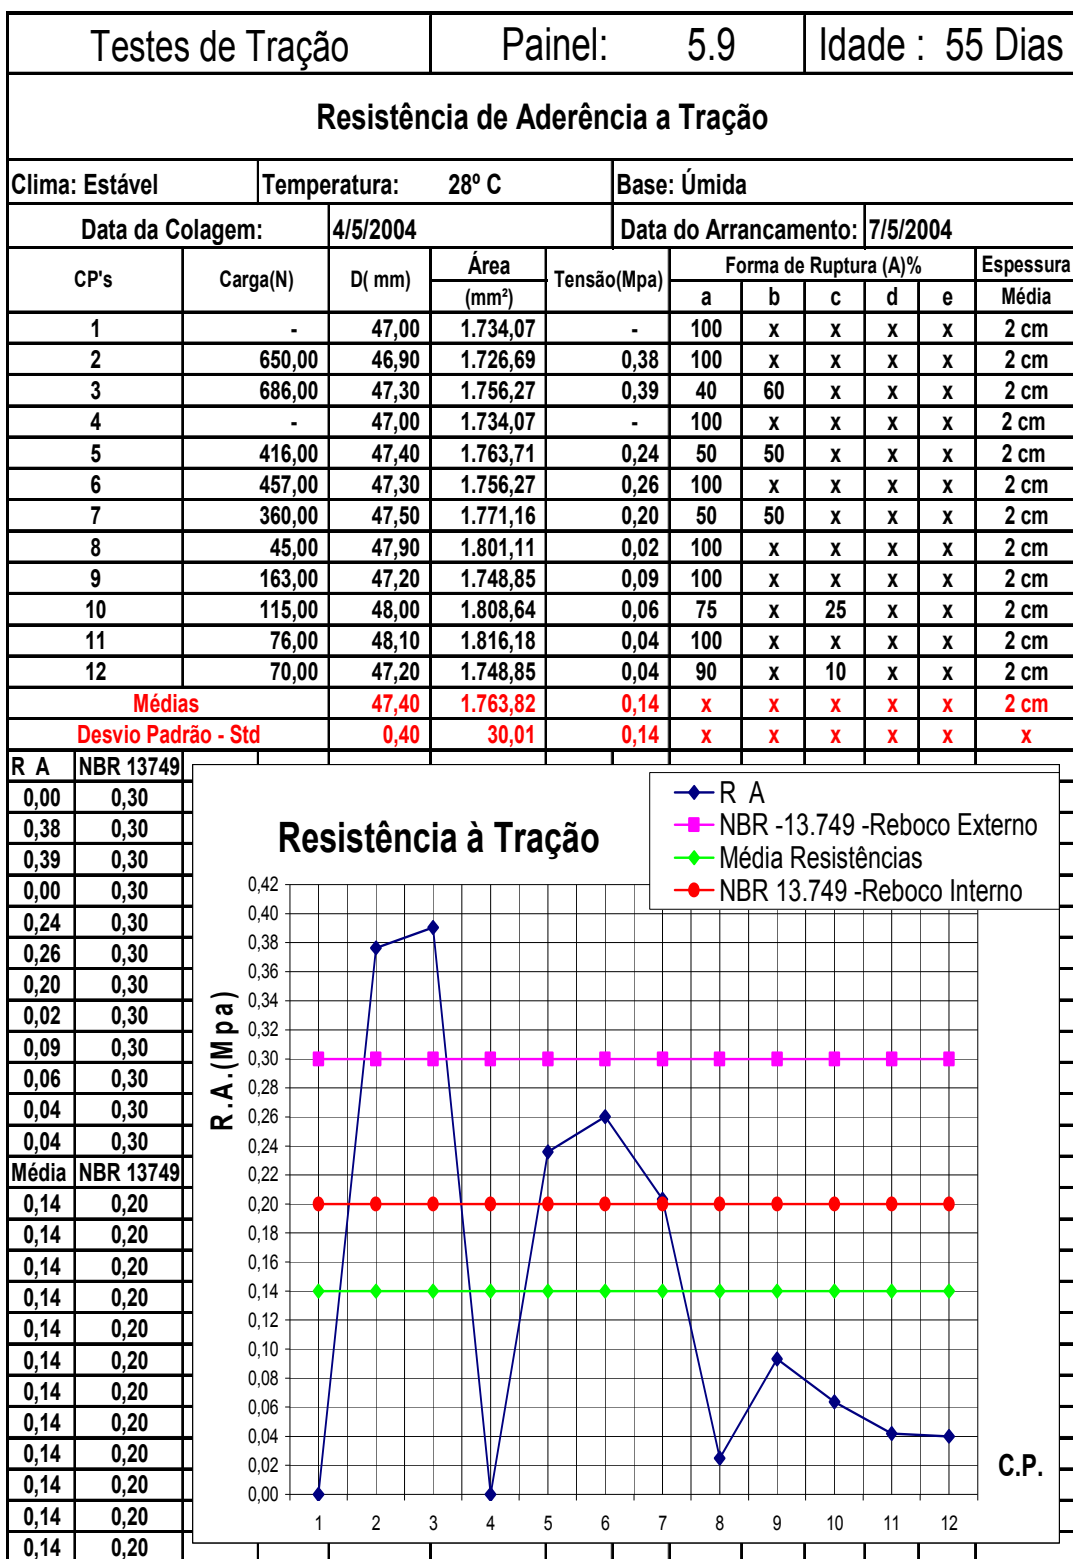 Testes de Tração Painel: 5.9 Idade : 55 Dias
Resistência de Aderência a Tração
Clima: Estável Temperatura: 28º C Base: Úmida
Data da Colagem: 4/5/2004 Data do Arrancamento: 7/5/2004
CP's Carga(N) D( mm) Área (mm²) Tensão(Mpa) Forma de Ruptura (A)% Espessura
a b c d e Média
1 - 47,00 1.734,07 - 100 x x x x 2 cm
2 650,00 46,90 1.726,69 0,38 100 x x x x 2 cm
3 686,00 47,30 1.756,27 0,39 40 60 x x x 2 cm
4 - 47,00 1.734,07 - 100 x x x x 2 cm
5 416,00 47,40 1.763,71 0,24 50 50 x x x 2 cm
6 457,00 47,30 1.756,27 0,26 100 x x x x 2 cm
7 360,00 47,50 1.771,16 0,20 50 50 x x x 2 cm
8 45,00 47,90 1.801,11 0,02 100 x x x x 2 cm
9 163,00 47,20 1.748,85 0,09 100 x x x x 2 cm
10 115,00 48,00 1.808,64 0,06 75 x 25 x x 2 cm
11 76,00 48,10 1.816,18 0,04 100 x x x x 2 cm
12 70,00 47,20 1.748,85 0,04 90 x 10 x x 2 cm
Médias 47,40 1.763,82 0,14 x x x x x 2 cm
Desvio Padrão - Std 0,40 30,01 0,14 x x x x x x
R A NBR 13749
0,00 0,30
0,38 0,30
0,39 0,30
0,00 0,30
0,24 0,30
0,26 0,30
0,20 0,30
0,02 0,30
0,09 0,30
0,06 0,30
0,04 0,30
0,04 0,30
Média NBR 13749
0,14 0,20
0,14 0,20
0,14 0,20
0,14 0,20
0,14 0,20
0,14 0,20
0,14 0,20
0,14 0,20
0,14 0,20
0,14 0,20
0,14 0,20
0,14 0,20
Resistência à Tração
R A
NBR -13.749 -Reboco Externo
Média Resistências
NBR 13.749 -Reboco Interno
R.A.(Mpa)
0,42
0,40
0,38
0,36
0,34
0,32
0,30
0,28
0,26
0,24
0,22
0,20
0,18
0,16
0,14
0,12
0,10
0,08
0,06
0,04
0,02
0,00
1 2 3 4 5 6 7 8 9 10 11 12
C.P.